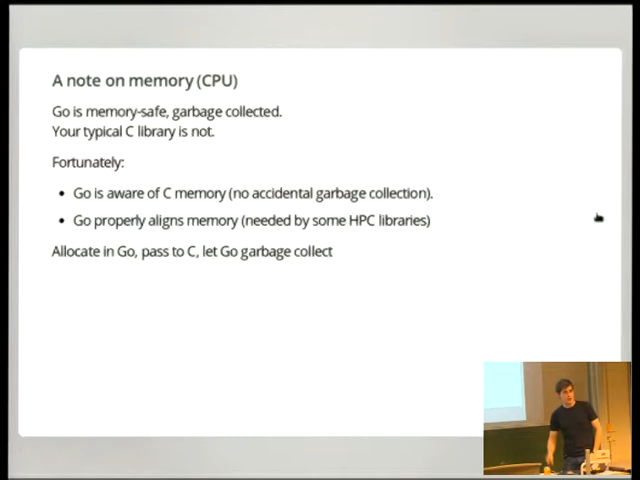 A note on memory (CPU)
Go is memory-safe, garbage collected.
Your typical C library is not.
Fortunately:
• Go is aware of C memory (no accidental garbage collection).
• Go properly aligns memory (needed by some HPC libraries)
Allocate in Go, pass to C, let Go garbage collect